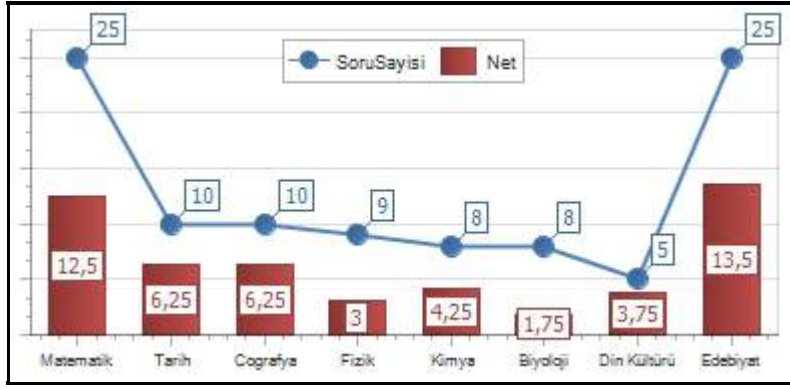 25
25
SoruSayisi
Net
10
10
9
8
8
5
12,5
6,25
6,25
3
4,25
1,75
3,75
13,5
Matematik
Tarih
Cografya
Fizik
Kimya
Biyoloji
Din Kültürü
Edebiyat